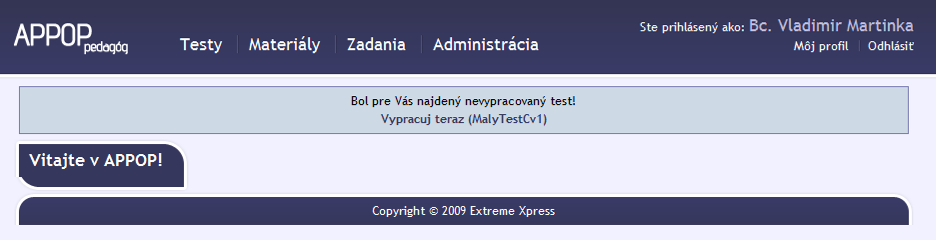 APPOP pedagóg
Testy Materiály Zadania Administrácia
Ste prihlásený ako: Bc. Vladimir Martinka
Môj profil Odhlásiť
Bol pre Vás najdený nevypracovaný test!
Vypracuj teraz (MalyTestCv1)
Vitajte v APPOP!
Copyright © 2009 Extreme Xpress